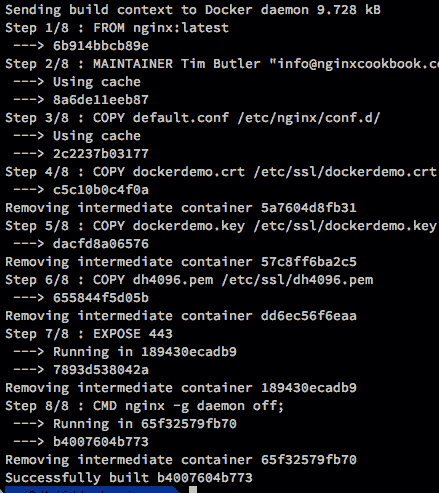 Sending build context to Docker daemon 9.728 kB
Step 1/8 : FROM nginx:latest
---> 6b914bbcb89e
Step 2/8 : MAINTAINER Tim Butler "info@nginxcookbook.c
---> Using cache
---> 8a6de11eeb87
Step 3/8 : COPY default.conf /etc/nginx/conf.d/
---> Using cache
---> 2c2237b03177
Step 4/8 : COPY dockerdemo.crt /etc/ssl/dockerdemo.crt
---> c5c10b0c4f0a
Removing intermediate container 5a7604d8fb31
Step 5/8 : COPY dockerdemo.key /etc/ssl/dockerdemo.key
---> dacfd8a06576
Removing intermediate container 57c8ff6ba2c5
Step 6/8 : COPY dh4096.pem /etc/ssl/dh4096.pem
---> 655844f5d05b
Removing intermediate container dd6ec56f6eaa
Step 7/8 : EXPOSE 443
---> Running in 189430ecadb9
---> 7893d538042a
Removing intermediate container 189430ecadb9
Step 8/8 : CMD nginx -g daemon off;
---> Running in 65f32579fb70
---> b4007604b773
Removing intermediate container 65f32579fb70
Successfully built b4007604b773